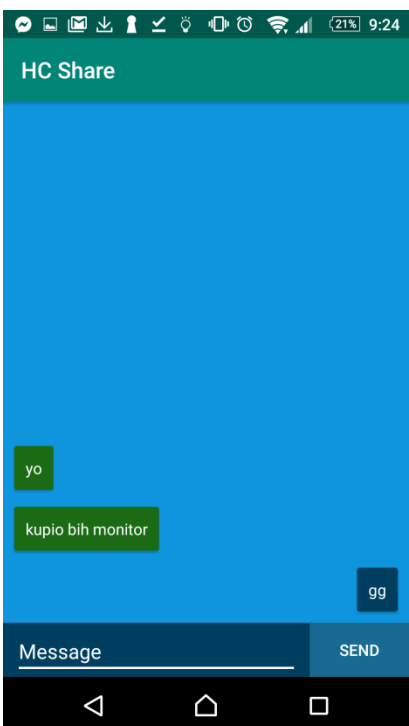 21% 9:24
HC Share
yo
kupio bih monitor
gg
Message
SEND